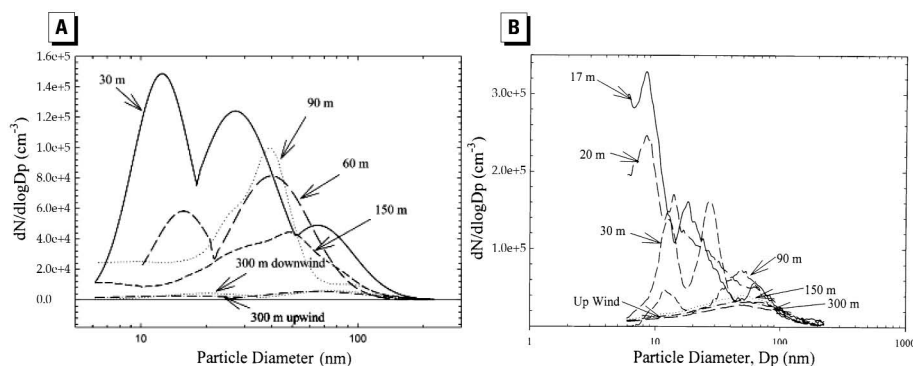 A
dN/dlogDp (cm-3)
1.6e+5
1.4e+5
1.2e+5
1.0e+5
8.0e+4
6.0e+4
4.0e+4
2.0e+4
0.0
30 m
90 m
60 m
150 m
300 m downwind
300 m upwind
10
100
Particle Diameter (nm)
B
dN/dlogDp (cm-3)
3.0e+5
2.0e+5
1.0e+5
17 m
20 m
30 m
90 m
150 m
300 m
Up Wind
1
10
100
1000
Particle Diameter, Dp (nm)